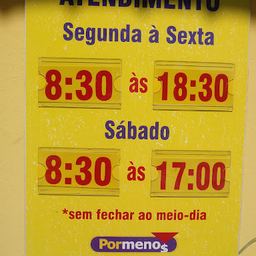 ATENDIMENTO
Segunda à Sexta
8:30 às 18:30
Sábado
8:30 às 17:00
*sem fechar ao meio-dia
Pormeno$